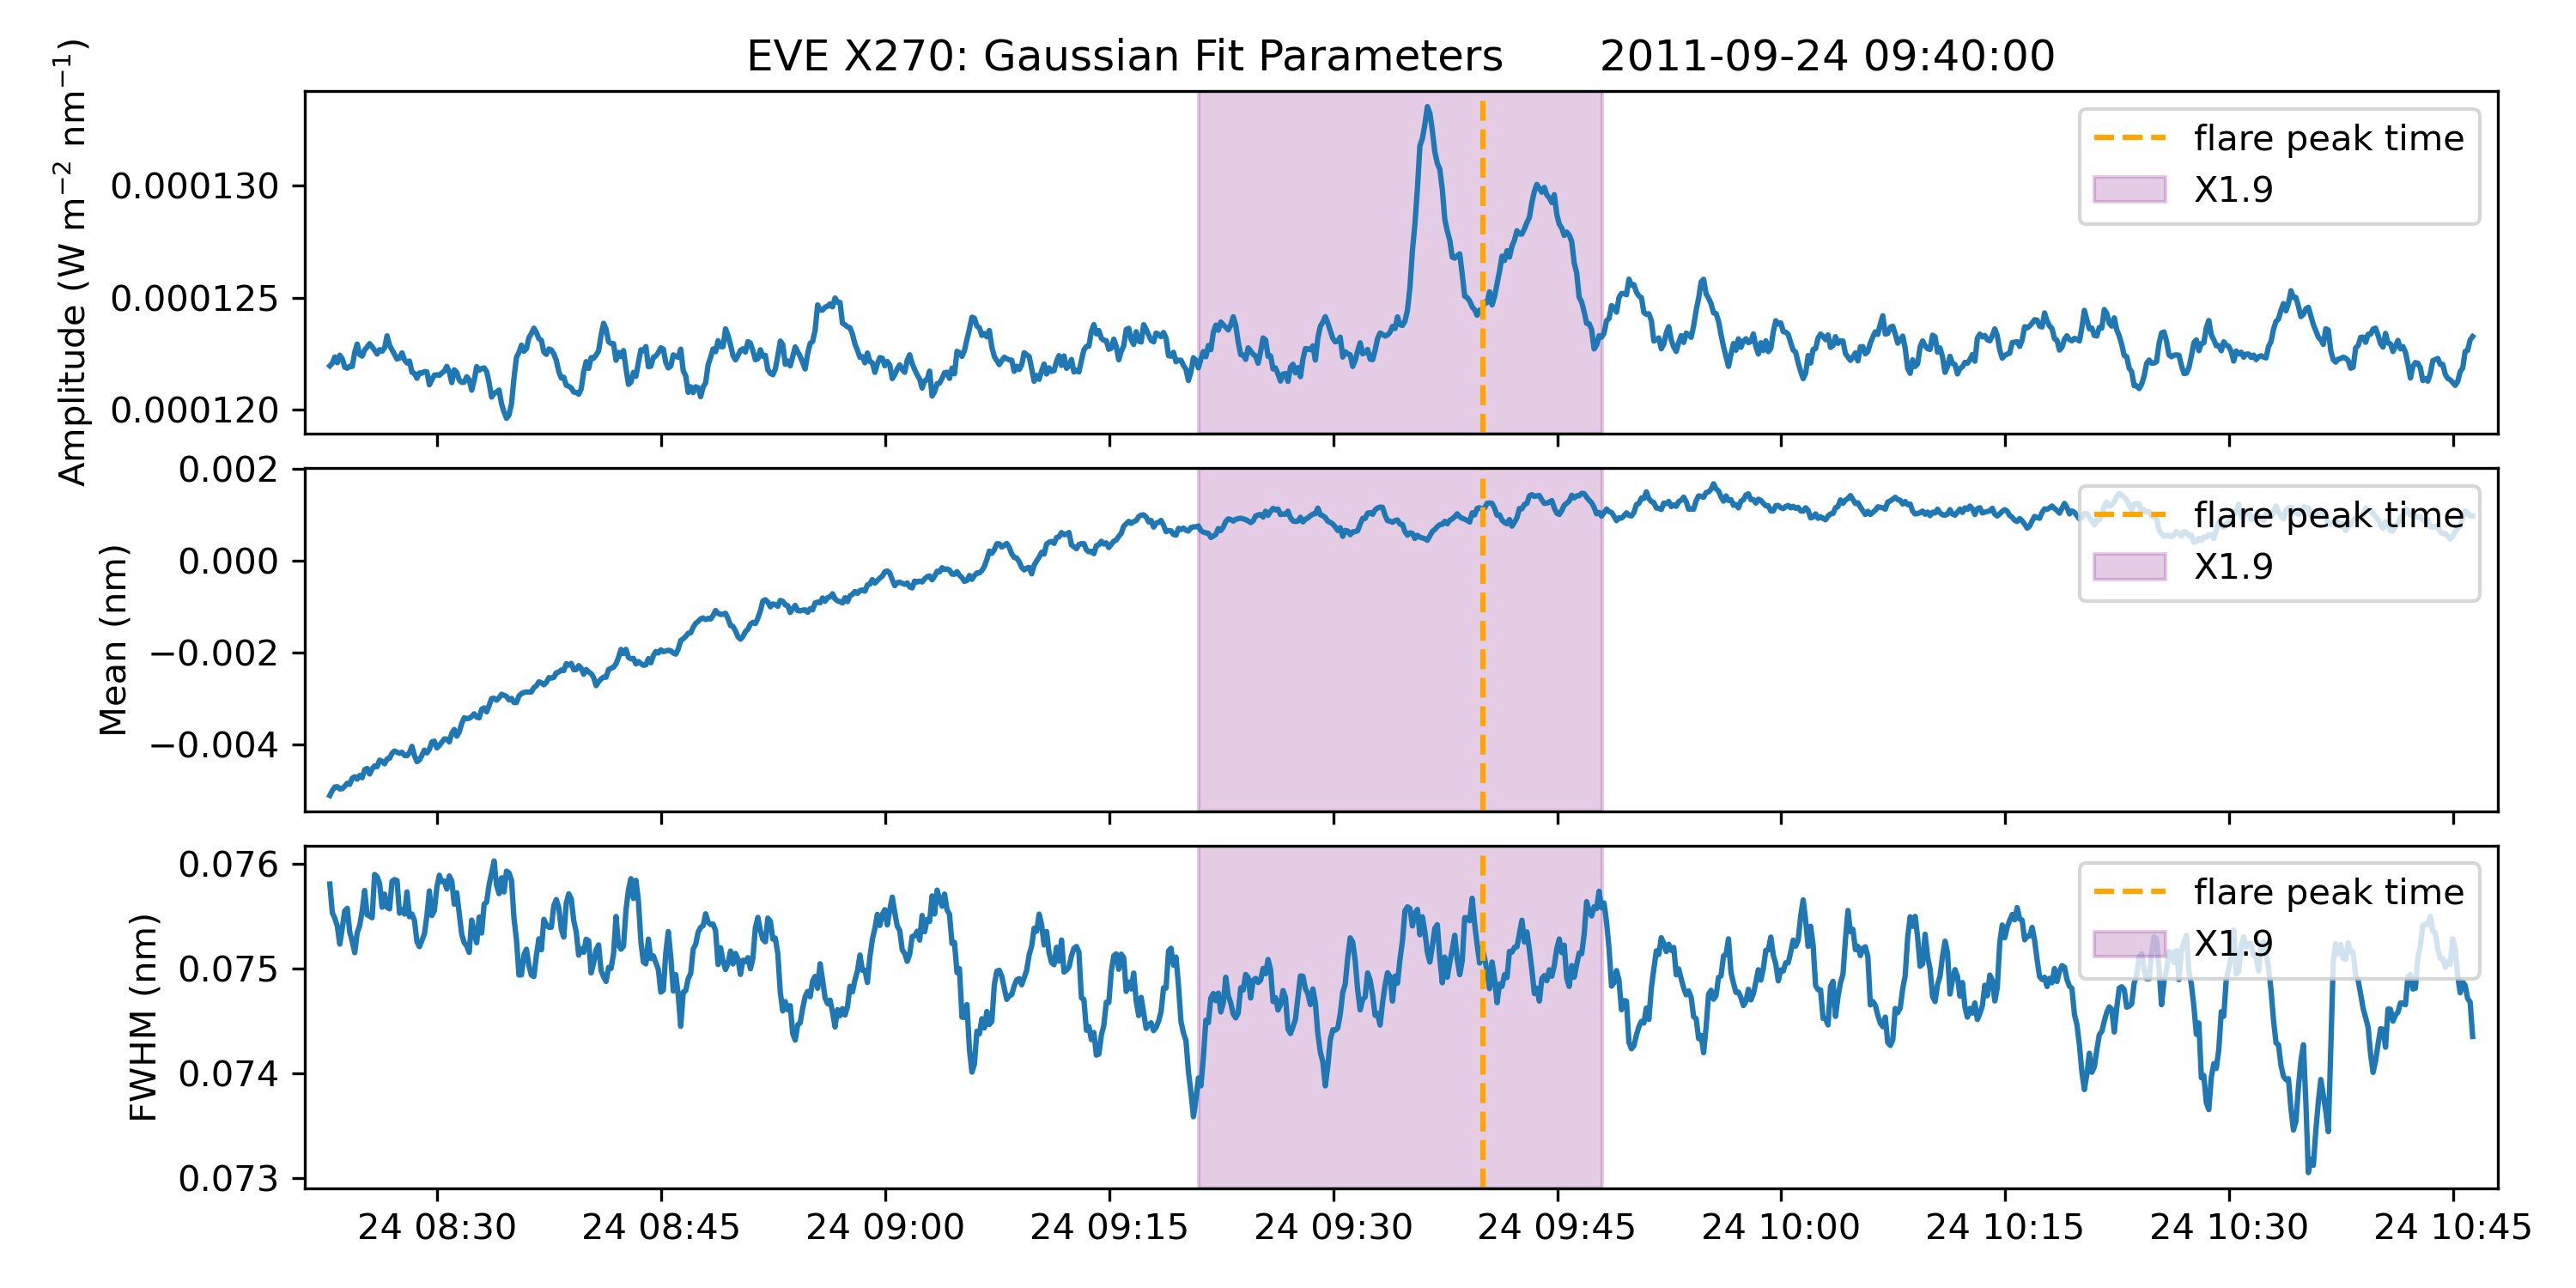 EVE X270: Gaussian Fit Parameters 2011-09-24 09:40:00
Amplitude (W m⁻² nm⁻¹)
0.000130
0.000125
0.000120
flare peak time
X1.9
Mean (nm)
0.002
0.000
−0.002
−0.004
flare peak time
X1.9
FWHM (nm)
0.076
0.075
0.074
0.073
flare peak time
X1.9
24 08:30 24 08:45 24 09:00 24 09:15 24 09:30 24 09:45 24 10:00 24 10:15 24 10:30 24 10:45